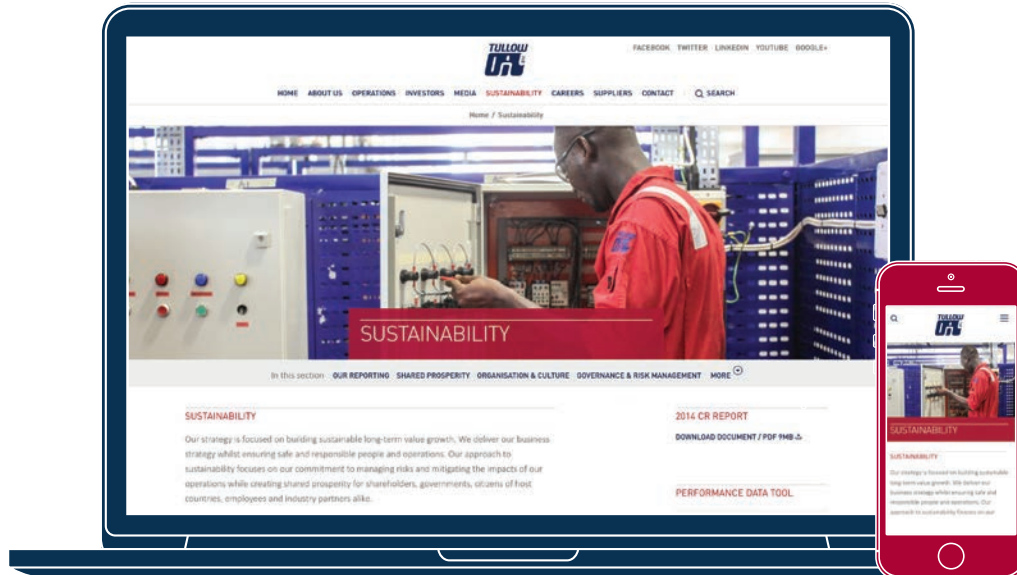 TULLOW
Oil
FACEBOOK TWITTER LINKEDIN YOUTUBE GOOGLE+
HOME ABOUT US OPERATIONS INVESTORS MEDIA SUSTAINABILITY CAREERS SUPPLIERS CONTACT SEARCH
Home / Sustainability
SUSTAINABILITY
In this section OUR REPORTING SHARED PROSPERITY ORGANISATION & CULTURE GOVERNANCE & RISK MANAGEMENT MORE
SUSTAINABILITY
Our strategy is focused on building sustainable long-term value growth. We deliver our business
strategy whilst ensuring safe and responsible people and operations. Our approach to
sustainability focuses on our commitment to managing risks and mitigating the impacts of our
operations while creating shared prosperity for shareholders, governments, citizens of host
countries, employees and industry partners alike.
2014 CR REPORT
DOWNLOAD DOCUMENT / PDF 9MB
PERFORMANCE DATA TOOL
TULLOW
Oil
SUSTAINABILITY
SUSTAINABILITY
Our strategy is focused on building sustainable
long-term value growth. We deliver our
business strategy whilst ensuring safe and
responsible people and operations. Our
approach to sustainability focuses on our